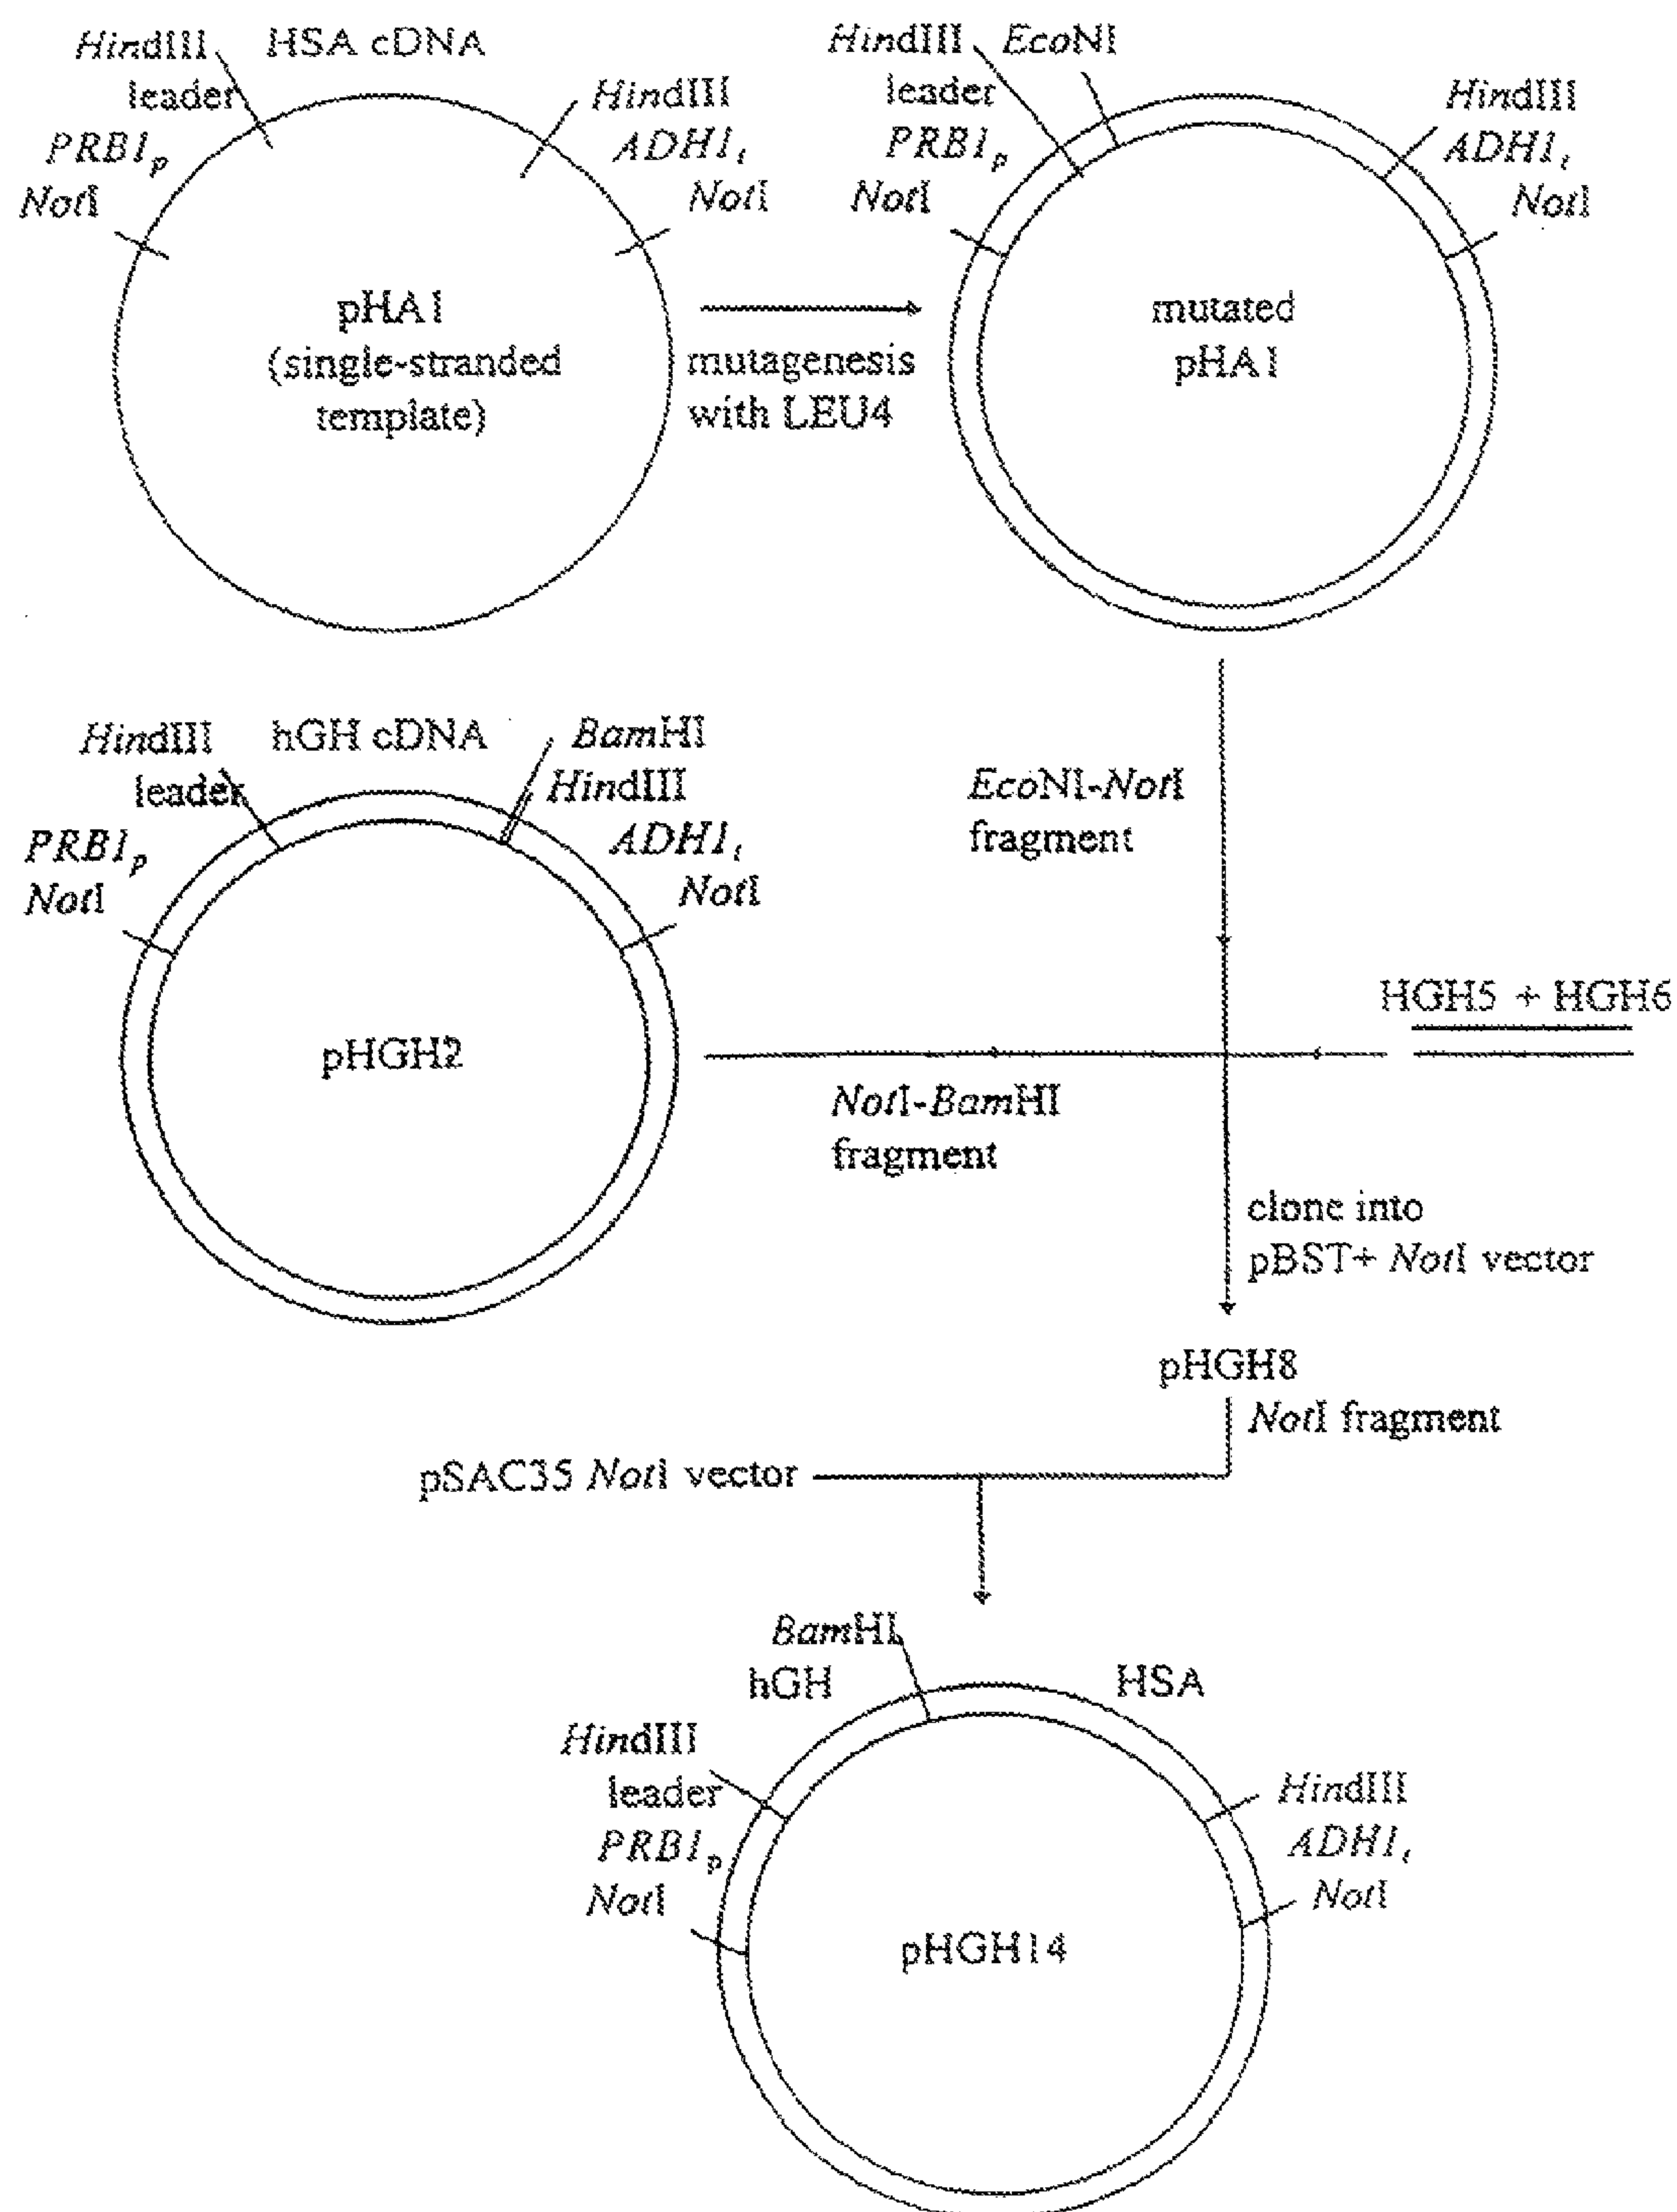 HindIII HSA cDNA
leader
PRB1p
NotI
HindIII
ADH1t
NotI
pHA1
(single-stranded
template)
mutagenesis
with LEU4
HindIII EcoNI
leader
PRB1p
NotI
HindIII
ADH1t
NotI
mutated
pHA1
HindIII hGH cDNA BamHI
leader HindIII
PRB1p
NotI
ADH1t
NotI
pHGH2
EcoNI-NotI
fragment
HGH5 + HGH6
NotI-BamHI
fragment
clone into
pBST+ NotI vector
pHGH8
NotI fragment
pSAC35 NotI vector
BamHI
hGH HSA
HindIII
leader
PRB1p
NotI
HindIII
ADH1t
NotI
pHGH14